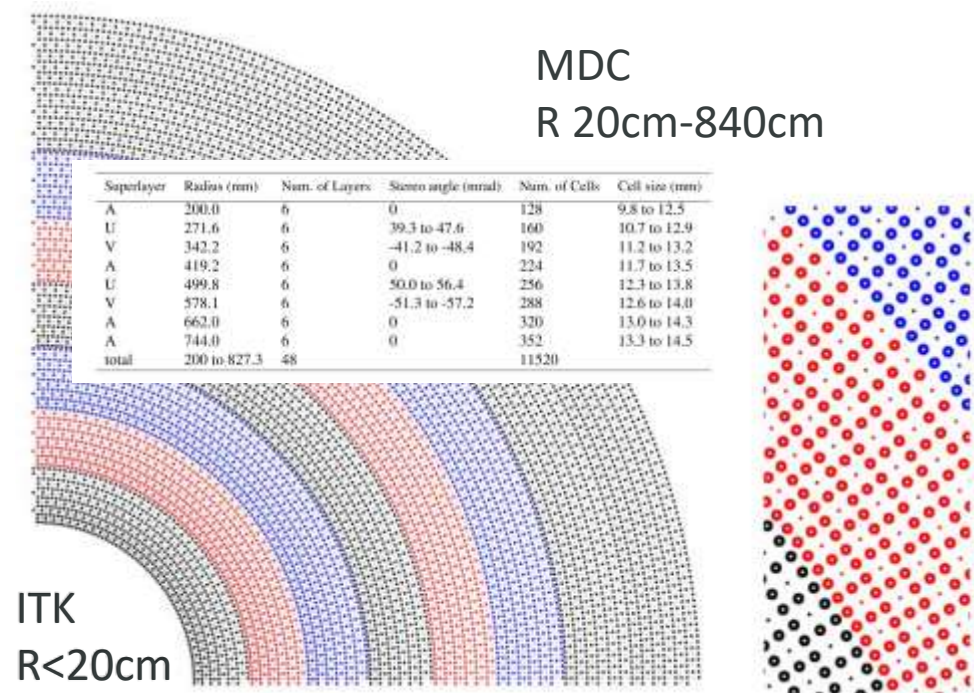 MDC
R 20cm-840cm
Superlayer Radius (mm) Num. of Layers Stereo angle (mrad) Num. of Cells Cell size (mm)
A 200.0 6 0 128 9.8 to 12.5
U 271.6 6 39.3 to 47.6 160 10.7 to 12.9
V 342.2 6 -41.2 to -48.4 192 11.2 to 13.2
A 419.2 6 0 224 11.7 to 13.5
U 499.8 6 50.0 to 56.4 256 12.3 to 13.8
V 578.1 6 -51.3 to -57.2 288 12.6 to 14.0
A 662.0 6 0 320 13.0 to 14.3
A 744.0 6 0 352 13.3 to 14.5
total 200 to 827.3 48 11520
ITK
R<20cm